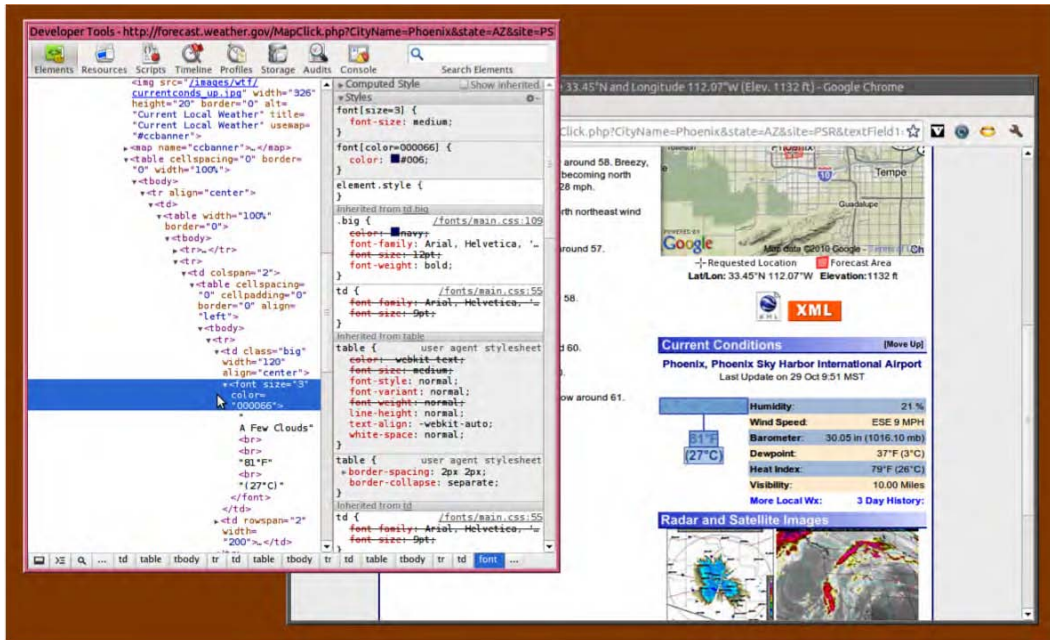 Developer Tools - http://forecast.weather.gov/MapClick.php?CityName=Phoenix&state=AZ&site=PS
Elements Resources Scripts Timeline Profiles Storage Audits Console Search Elements
<img src="/images/wtf/
currentconds_up.jpg" width="326"
height="20" border="0" alt=
"Current Local Weather" title=
"Current Local Weather" usemap=
"#ccbanner">
<map name="ccbanner">…</map>
<table cellspacing="0" border=
"0" width="100%">
<tbody>
<tr align="center">
<td>
<table width="100%"
border="0">
<tbody>
<tr>…</tr>
<tr>
<td colspan="2">
<table cellspacing=
"0" cellpadding="0"
border="0" align=
"left">
<tbody>
<tr>
<td class="big"
width="120"
align="center">
<font size="3"
color=
"000066">
"
A Few Clouds"
<br>
<br>
"81°F"
<br>
"(27°C)"
</font>
</td>
<td rowspan="2"
width=
"200">…</td>
Computed Style Show inherited
Styles
font[size=3] {
font-size: medium;
}
font[color=000066] {
color: #006;
}
element.style {
}
Inherited from td.big
.big { /fonts/main.css:109
color: navy;
font-family: Arial, Helvetica, '…
font-size: 12pt;
font-weight: bold;
}
td { /fonts/main.css:55
font-family: Arial, Helvetica, '…
font-size: 9pt;
}
Inherited from table
table { user agent stylesheet
color: -webkit-text;
font-size: medium;
font-style: normal;
font-variant: normal;
font-weight: normal;
line-height: normal;
text-align: -webkit-auto;
white-space: normal;
}
table { user agent stylesheet
border-spacing: 2px 2px;
border-collapse: separate;
}
Inherited from td
td { /fonts/main.css:55
font-family: Arial, Helvetica, '…
font-size: 9pt;
}
... td table tbody tr td table tbody tr td table tbody tr td font ...
33.45°N and Longitude 112.07°W (Elev. 1132 ft) - Google Chrome
Click.php?CityName=Phoenix&state=AZ&site=PSR&textField1:
around 58. Breezy,
becoming north
28 mph.
rth northeast wind
round 57.
58.
d 60.
ow around 61.
Phoenix
10
Tempe
Guadalupe
POWERED BY
Google
Map data ©2010 Google - Terms of U
Ch
Requested Location Forecast Area
Lat/Lon: 33.45°N 112.07°W Elevation:1132 ft
KML
XML
Current Conditions [Move Up]
Phoenix, Phoenix Sky Harbor International Airport
Last Update on 29 Oct 9:51 MST
81°F
(27°C)
Humidity: 21 %
Wind Speed: ESE 9 MPH
Barometer: 30.05 in (1016.10 mb)
Dewpoint: 37°F (3°C)
Heat Index: 79°F (26°C)
Visibility: 10.00 Miles
More Local Wx: 3 Day History:
Radar and Satellite Images